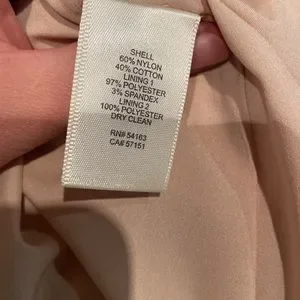 SHELL
60% NYLON
40% COTTON
LINING 1
97% POLYESTER
3% SPANDEX
LINING 2
100% POLYESTER
DRY CLEAN
RN# 54163
CA# 57151